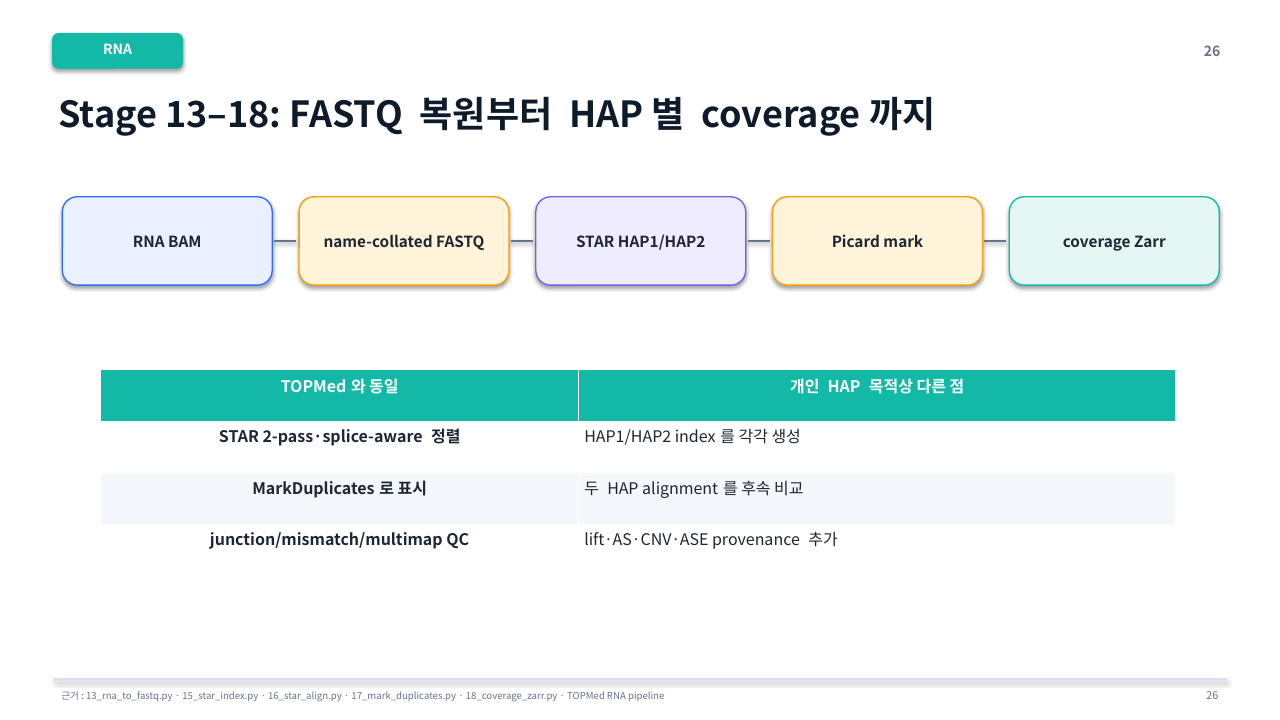 RNA
26
Stage 13–18: FASTQ 복원부터 HAP 별 coverage 까지
RNA BAM
name-collated FASTQ
STAR HAP1/HAP2
Picard mark
coverage Zarr
TOPMed 와 동일
개인 HAP 목적상 다른 점
STAR 2-pass·splice-aware 정렬
HAP1/HAP2 index 를 각각 생성
MarkDuplicates 로 표시
두 HAP alignment 를 후속 비교
junction/mismatch/multimap QC
lift·AS·CNV·ASE provenance 추가
근거 : 13_rna_to_fastq.py · 15_star_index.py · 16_star_align.py · 17_mark_duplicates.py · 18_coverage_zarr.py · TOPMed RNA pipeline
26